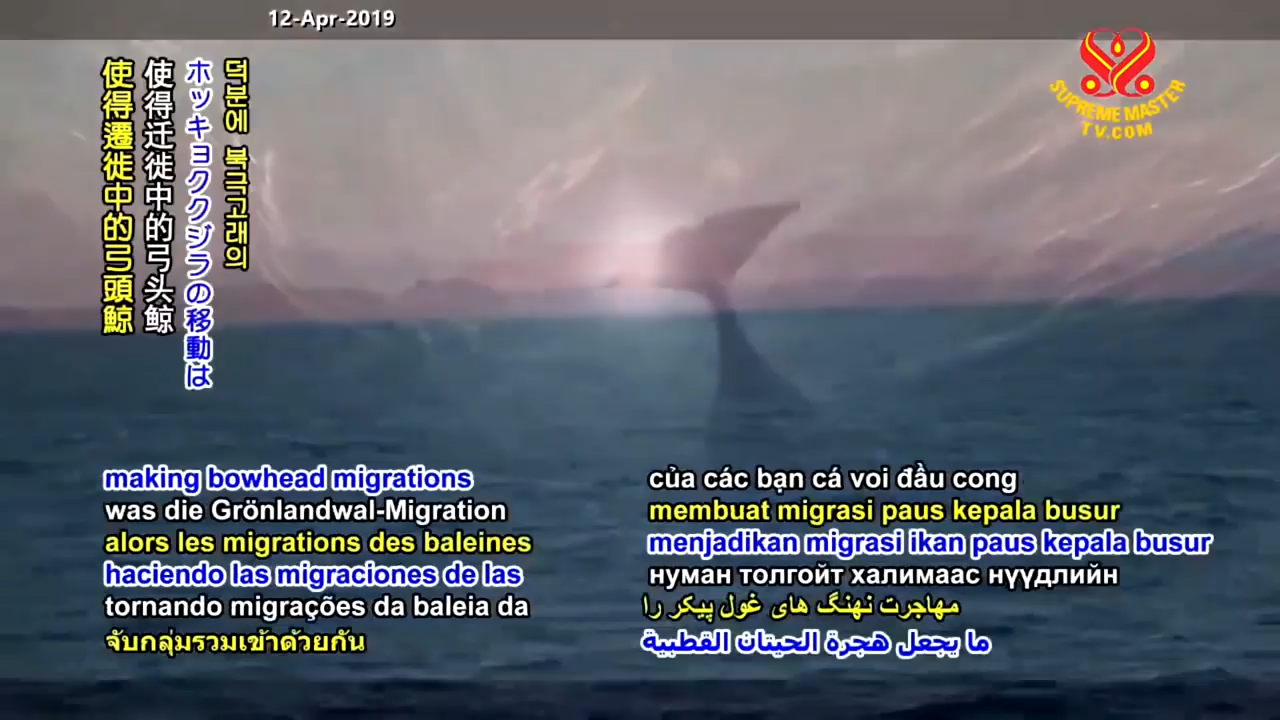 12-Apr-2019
SUPREME MASTER
TV.COM
덕분에 북극고래의
ホッキョククジラの移動は
使得迁徙中的弓头鲸
使得遷徙中的弓頭鯨
making bowhead migrations
was die Grönlandwal-Migration
alors les migrations des baleines
haciendo las migraciones de las
tornando migrações da baleia da
จับกลุ่มรวมเข้าด้วยกัน
của các bạn cá voi đầu cong
membuat migrasi paus kepala busur
menjadikan migrasi ikan paus kepala busur
нуман толгойт халимаас нүүдлийн
مهاجرت نهنگ های غول پیکر را
ما يجعل هجرة الحيتان القطبية